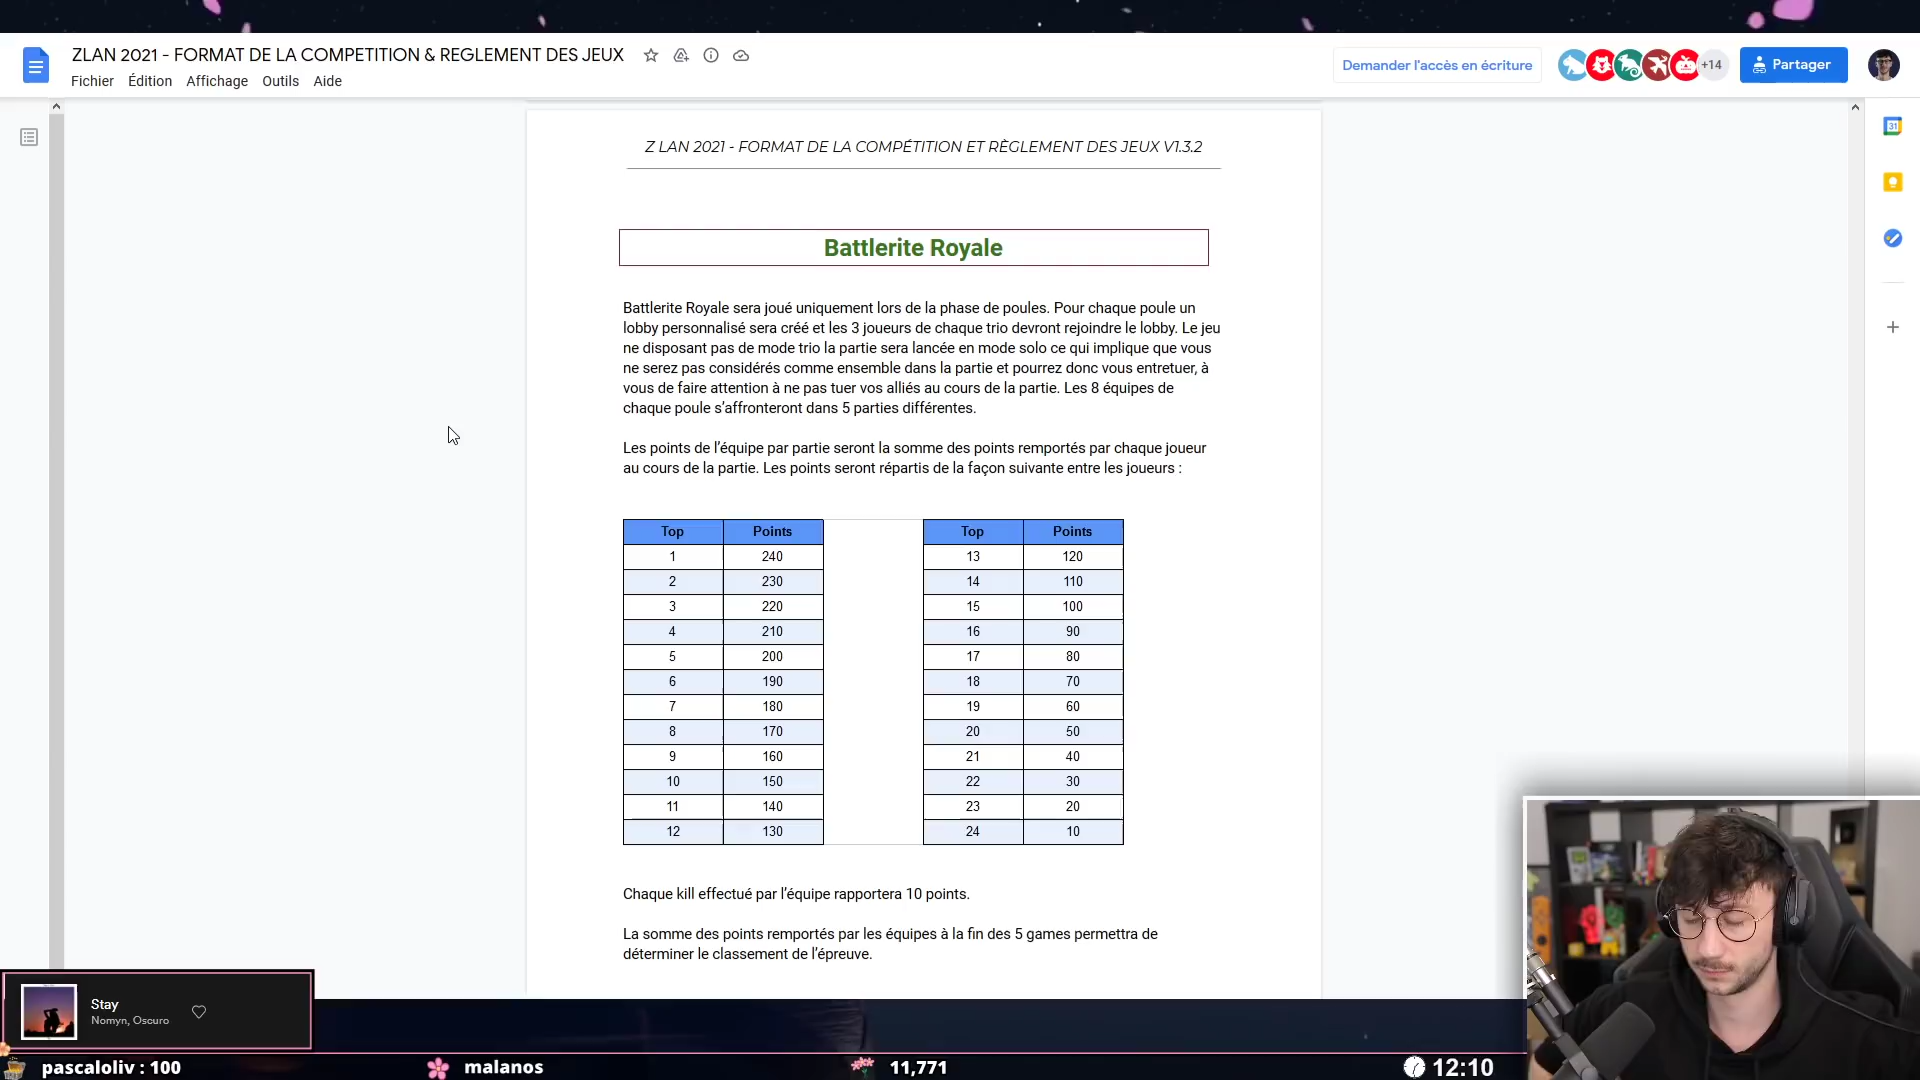 ZLAN 2021 - FORMAT DE LA COMPETITION & REGLEMENT DES JEUX
Fichier Édition Affichage Outils Aide
Demander l'accès en écriture
+14
Partager
31
Z LAN 2021 - FORMAT DE LA COMPÉTITION ET RÈGLEMENT DES JEUX V1.3.2
Battlerite Royale
Battlerite Royale sera joué uniquement lors de la phase de poules. Pour chaque poule un
lobby personnalisé sera créé et les 3 joueurs de chaque trio devront rejoindre le lobby. Le jeu
ne disposant pas de mode trio la partie sera lancée en mode solo ce qui implique que vous
ne serez pas considérés comme ensemble dans la partie et pourrez donc vous entretuer, à
vous de faire attention à ne pas tuer vos alliés au cours de la partie. Les 8 équipes de
chaque poule s’affronteront dans 5 parties différentes.
Les points de l’équipe par partie seront la somme des points remportés par chaque joueur
au cours de la partie. Les points seront répartis de la façon suivante entre les joueurs :
Top Points Top Points
1 240 13 120
2 230 14 110
3 220 15 100
4 210 16 90
5 200 17 80
6 190 18 70
7 180 19 60
8 170 20 50
9 160 21 40
10 150 22 30
11 140 23 20
12 130 24 10
Chaque kill effectué par l’équipe rapportera 10 points.
La somme des points remportés par les équipes à la fin des 5 games permettra de
déterminer le classement de l’épreuve.
Stay
Nomyn, Oscuro
pascaloliv : 100 malanos 11,771 12:10